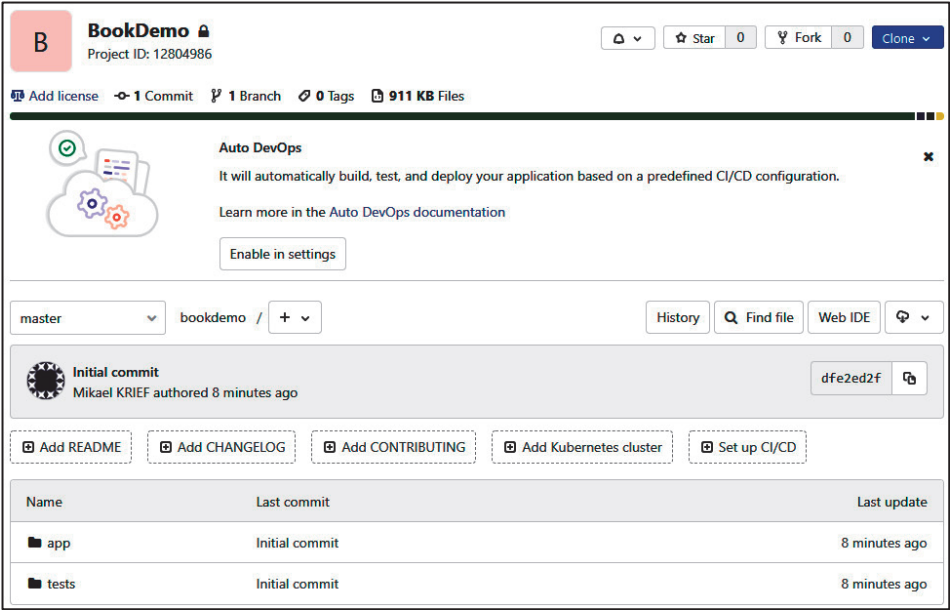 B
BookDemo
Project ID: 12804986
Star 0
Fork 0
Clone
Add license 1 Commit 1 Branch 0 Tags 911 KB Files
Auto DevOps
It will automatically build, test, and deploy your application based on a predefined CI/CD configuration.
Learn more in the Auto DevOps documentation
Enable in settings
master bookdemo / + History Find file Web IDE
Initial commit
Mikael KRIEF authored 8 minutes ago
dfe2ed2f
Add README Add CHANGELOG Add CONTRIBUTING Add Kubernetes cluster Set up CI/CD
Name Last commit Last update
app Initial commit 8 minutes ago
tests Initial commit 8 minutes ago